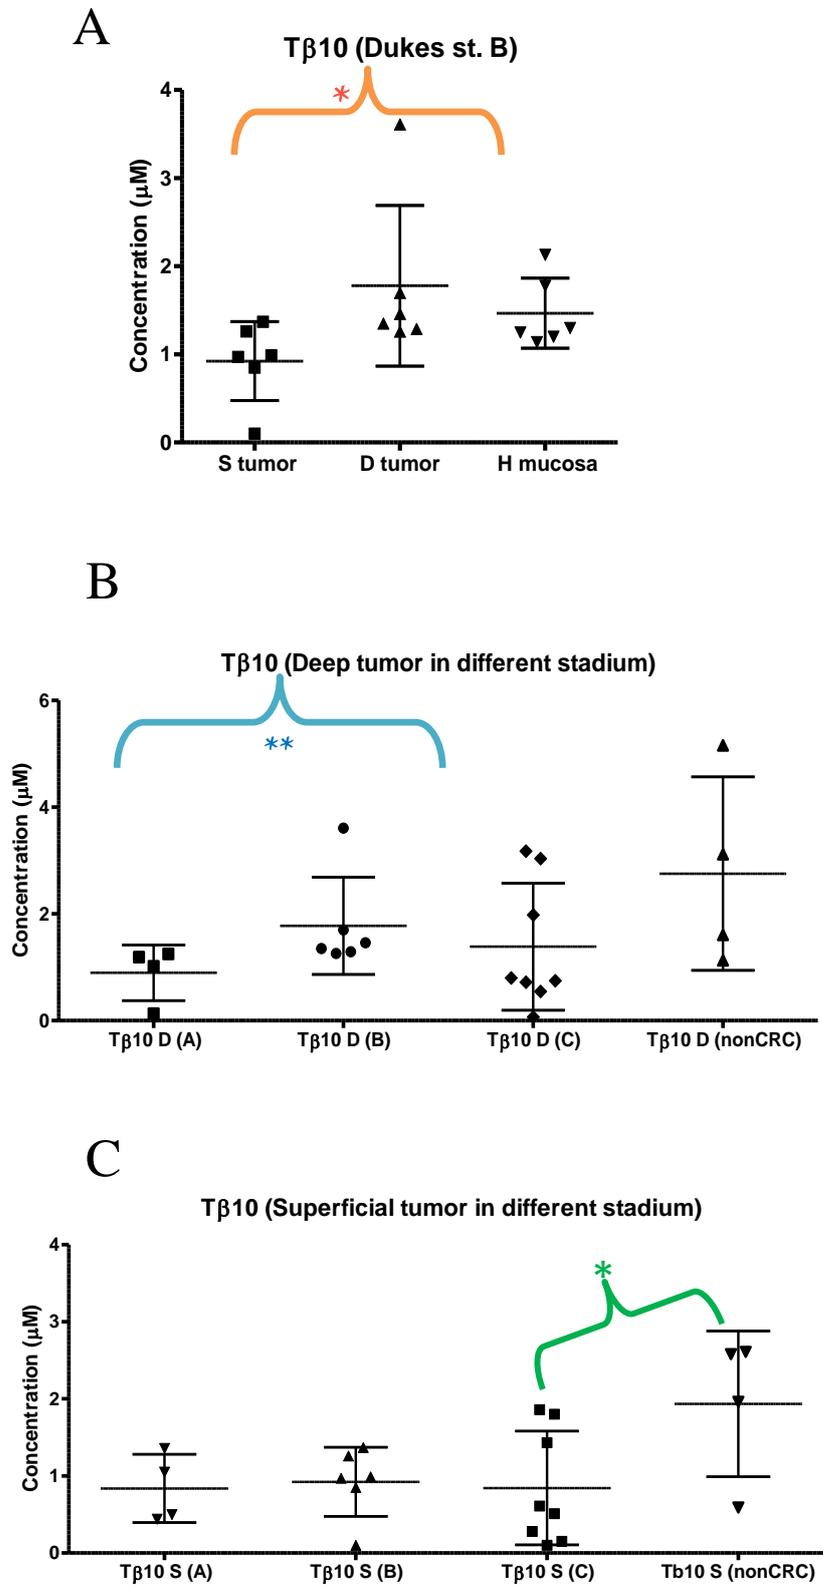 A
Tβ10 (Dukes st. B)
*
4
3
2
1
0
Concentration (μM)
S tumor D tumor H mucosa
B
Tβ10 (Deep tumor in different stadium)
**
6
4
2
0
Concentration (μM)
Tβ10 D (A) Tβ10 D (B) Tβ10 D (C) Tβ10 D (nonCRC)
C
Tβ10 (Superficial tumor in different stadium)
*
4
3
2
1
0
Concentration (μM)
Tβ10 S (A) Tβ10 S (B) Tβ10 S (C) Tb10 S (nonCRC)